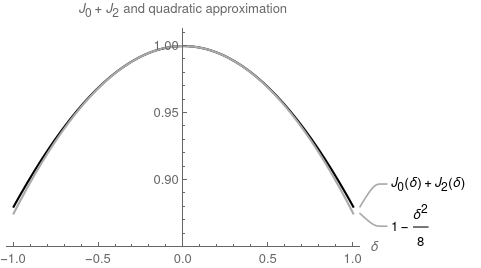 J0 + J2 and quadratic approximation
1.00
0.95
0.90
J0(δ) + J2(δ)
1 − δ²/8
−1.0 −0.5 0.0 0.5 1.0 δ